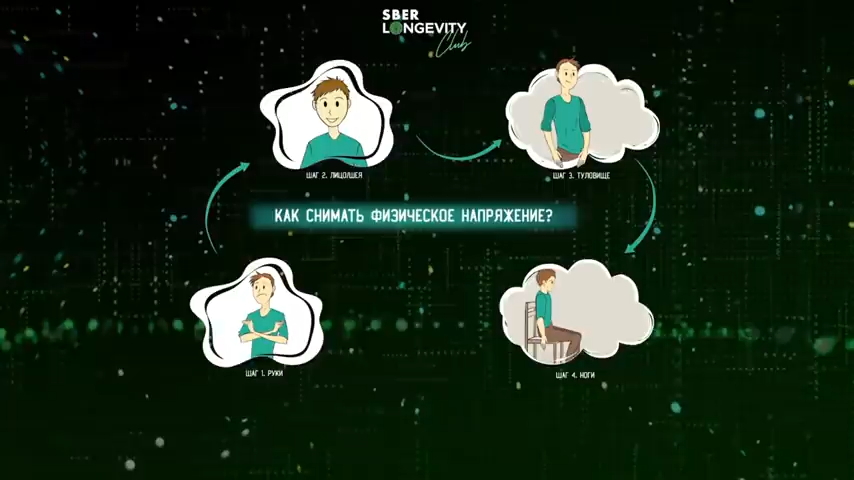 SBER
LONGEVITY
Club
ШАГ 2. ЛИЦО/ШЕЯ
ШАГ 3. ТУЛОВИЩЕ
КАК СНИМАТЬ ФИЗИЧЕСКОЕ НАПРЯЖЕНИЕ?
ШАГ 1. РУКИ
ШАГ 4. НОГИ